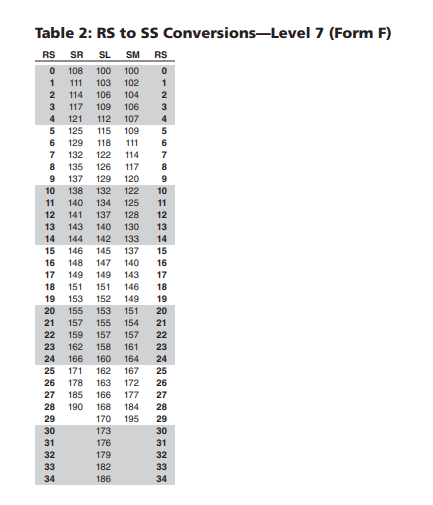 Table 2: RS to SS Conversions—Level 7 (Form F)
RS SR SL SM RS
0 108 100 100 0
1 111 103 102 1
2 114 106 104 2
3 117 109 106 3
4 121 112 107 4
5 125 115 109 5
6 129 118 111 6
7 132 122 114 7
8 135 126 117 8
9 137 129 120 9
10 138 132 122 10
11 140 134 125 11
12 141 137 128 12
13 143 140 130 13
14 144 142 133 14
15 146 145 137 15
16 148 147 140 16
17 149 149 143 17
18 151 151 146 18
19 153 152 149 19
20 155 153 151 20
21 157 155 154 21
22 159 157 157 22
23 162 158 161 23
24 166 160 164 24
25 171 162 167 25
26 178 163 172 26
27 185 166 177 27
28 190 168 184 28
29 170 195 29
30 173 30
31 176 31
32 179 32
33 182 33
34 186 34